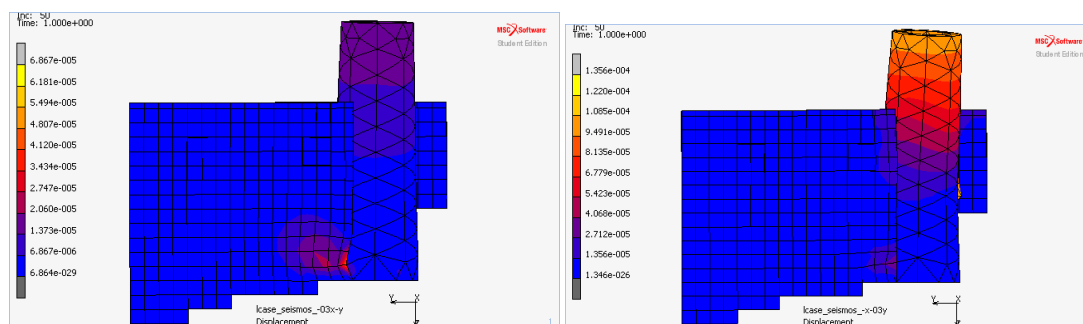 Inc: 50
Time: 1.000e+000
MSC Software
Student Edition
6.867e-005
6.181e-005
5.494e-005
4.807e-005
4.120e-005
3.434e-005
2.747e-005
2.060e-005
1.373e-005
6.867e-006
6.864e-029
Y
X
lcase_seismos_-03x-y
Displacement
1
Inc: 50
Time: 1.000e+000
MSC Software
Student Edition
1.356e-004
1.220e-004
1.085e-004
9.491e-005
8.135e-005
6.779e-005
5.423e-005
4.068e-005
2.712e-005
1.356e-005
1.346e-026
Y
X
lcase_seismos_-x-03y
Displacement